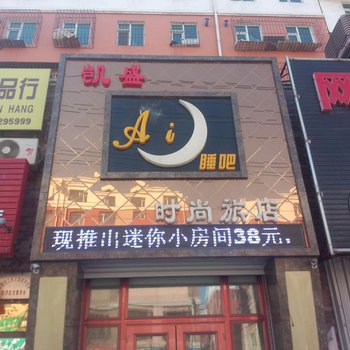 凯盛
Ai
睡吧
时尚旅店
现推出迷你小房间38元,
品行
N HANG
295999
网